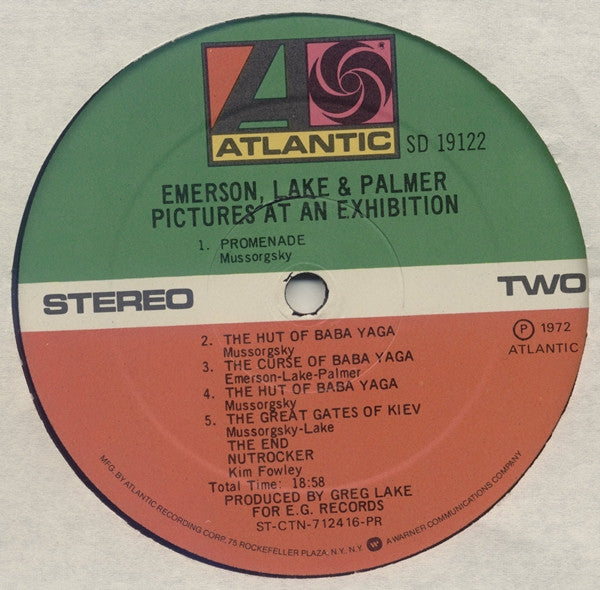 ATLANTIC
SD 19122
EMERSON, LAKE & PALMER
PICTURES AT AN EXHIBITION
1. PROMENADE
Mussorgsky
STEREO
TWO
2. THE HUT OF BABA YAGA
Mussorgsky
3. THE CURSE OF BABA YAGA
Emerson-Lake-Palmer
4. THE HUT OF BABA YAGA
Mussorgsky
5. THE GREAT GATES OF KIEV
Mussorgsky-Lake
THE END
NUTROCKER
Kim Fowley
Total Time: 18:58
PRODUCED BY GREG LAKE
FOR E.G. RECORDS
ST-CTN-712416-PR
℗ 1972
ATLANTIC
MFG. BY ATLANTIC RECORDING CORP., 75 ROCKEFELLER PLAZA, N.Y., N.Y. W A WARNER COMMUNICATIONS COMPANY